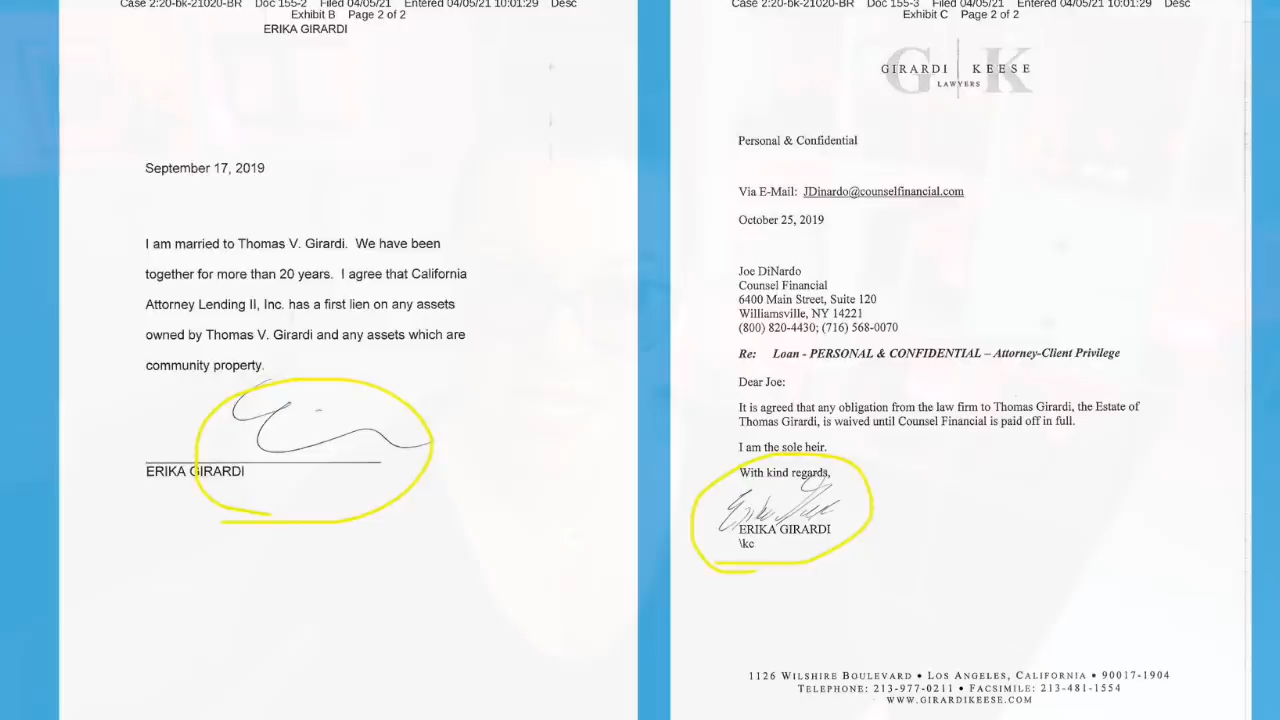 Case 2:20-bk-21020-BR Doc 155-2 Filed 04/05/21 Entered 04/05/21 10:01:29 Desc
Exhibit B Page 2 of 2
ERIKA GIRARDI
September 17, 2019
I am married to Thomas V. Girardi. We have been
together for more than 20 years. I agree that California
Attorney Lending II, Inc. has a first lien on any assets
owned by Thomas V. Girardi and any assets which are
community property.
ERIKA GIRARDI
Case 2:20-bk-21020-BR Doc 155-3 Filed 04/05/21 Entered 04/05/21 10:01:29 Desc
Exhibit C Page 2 of 2
G K
GIRARDI KEESE
LAWYERS
Personal & Confidential
Via E-Mail: JDinardo@counselfinancial.com
October 25, 2019
Joe DiNardo
Counsel Financial
6400 Main Street, Suite 120
Williamsville, NY 14221
(800) 820-4430; (716) 568-0070
Re: Loan - PERSONAL & CONFIDENTIAL – Attorney-Client Privilege
Dear Joe:
It is agreed that any obligation from the law firm to Thomas Girardi, the Estate of
Thomas Girardi, is waived until Counsel Financial is paid off in full.
I am the sole heir.
With kind regards,
ERIKA GIRARDI
\kc
1126 WILSHIRE BOULEVARD • LOS ANGELES, CALIFORNIA • 90017-1904
TELEPHONE: 213-977-0211 • FACSIMILE: 213-481-1554
WWW.GIRARDIKEESE.COM